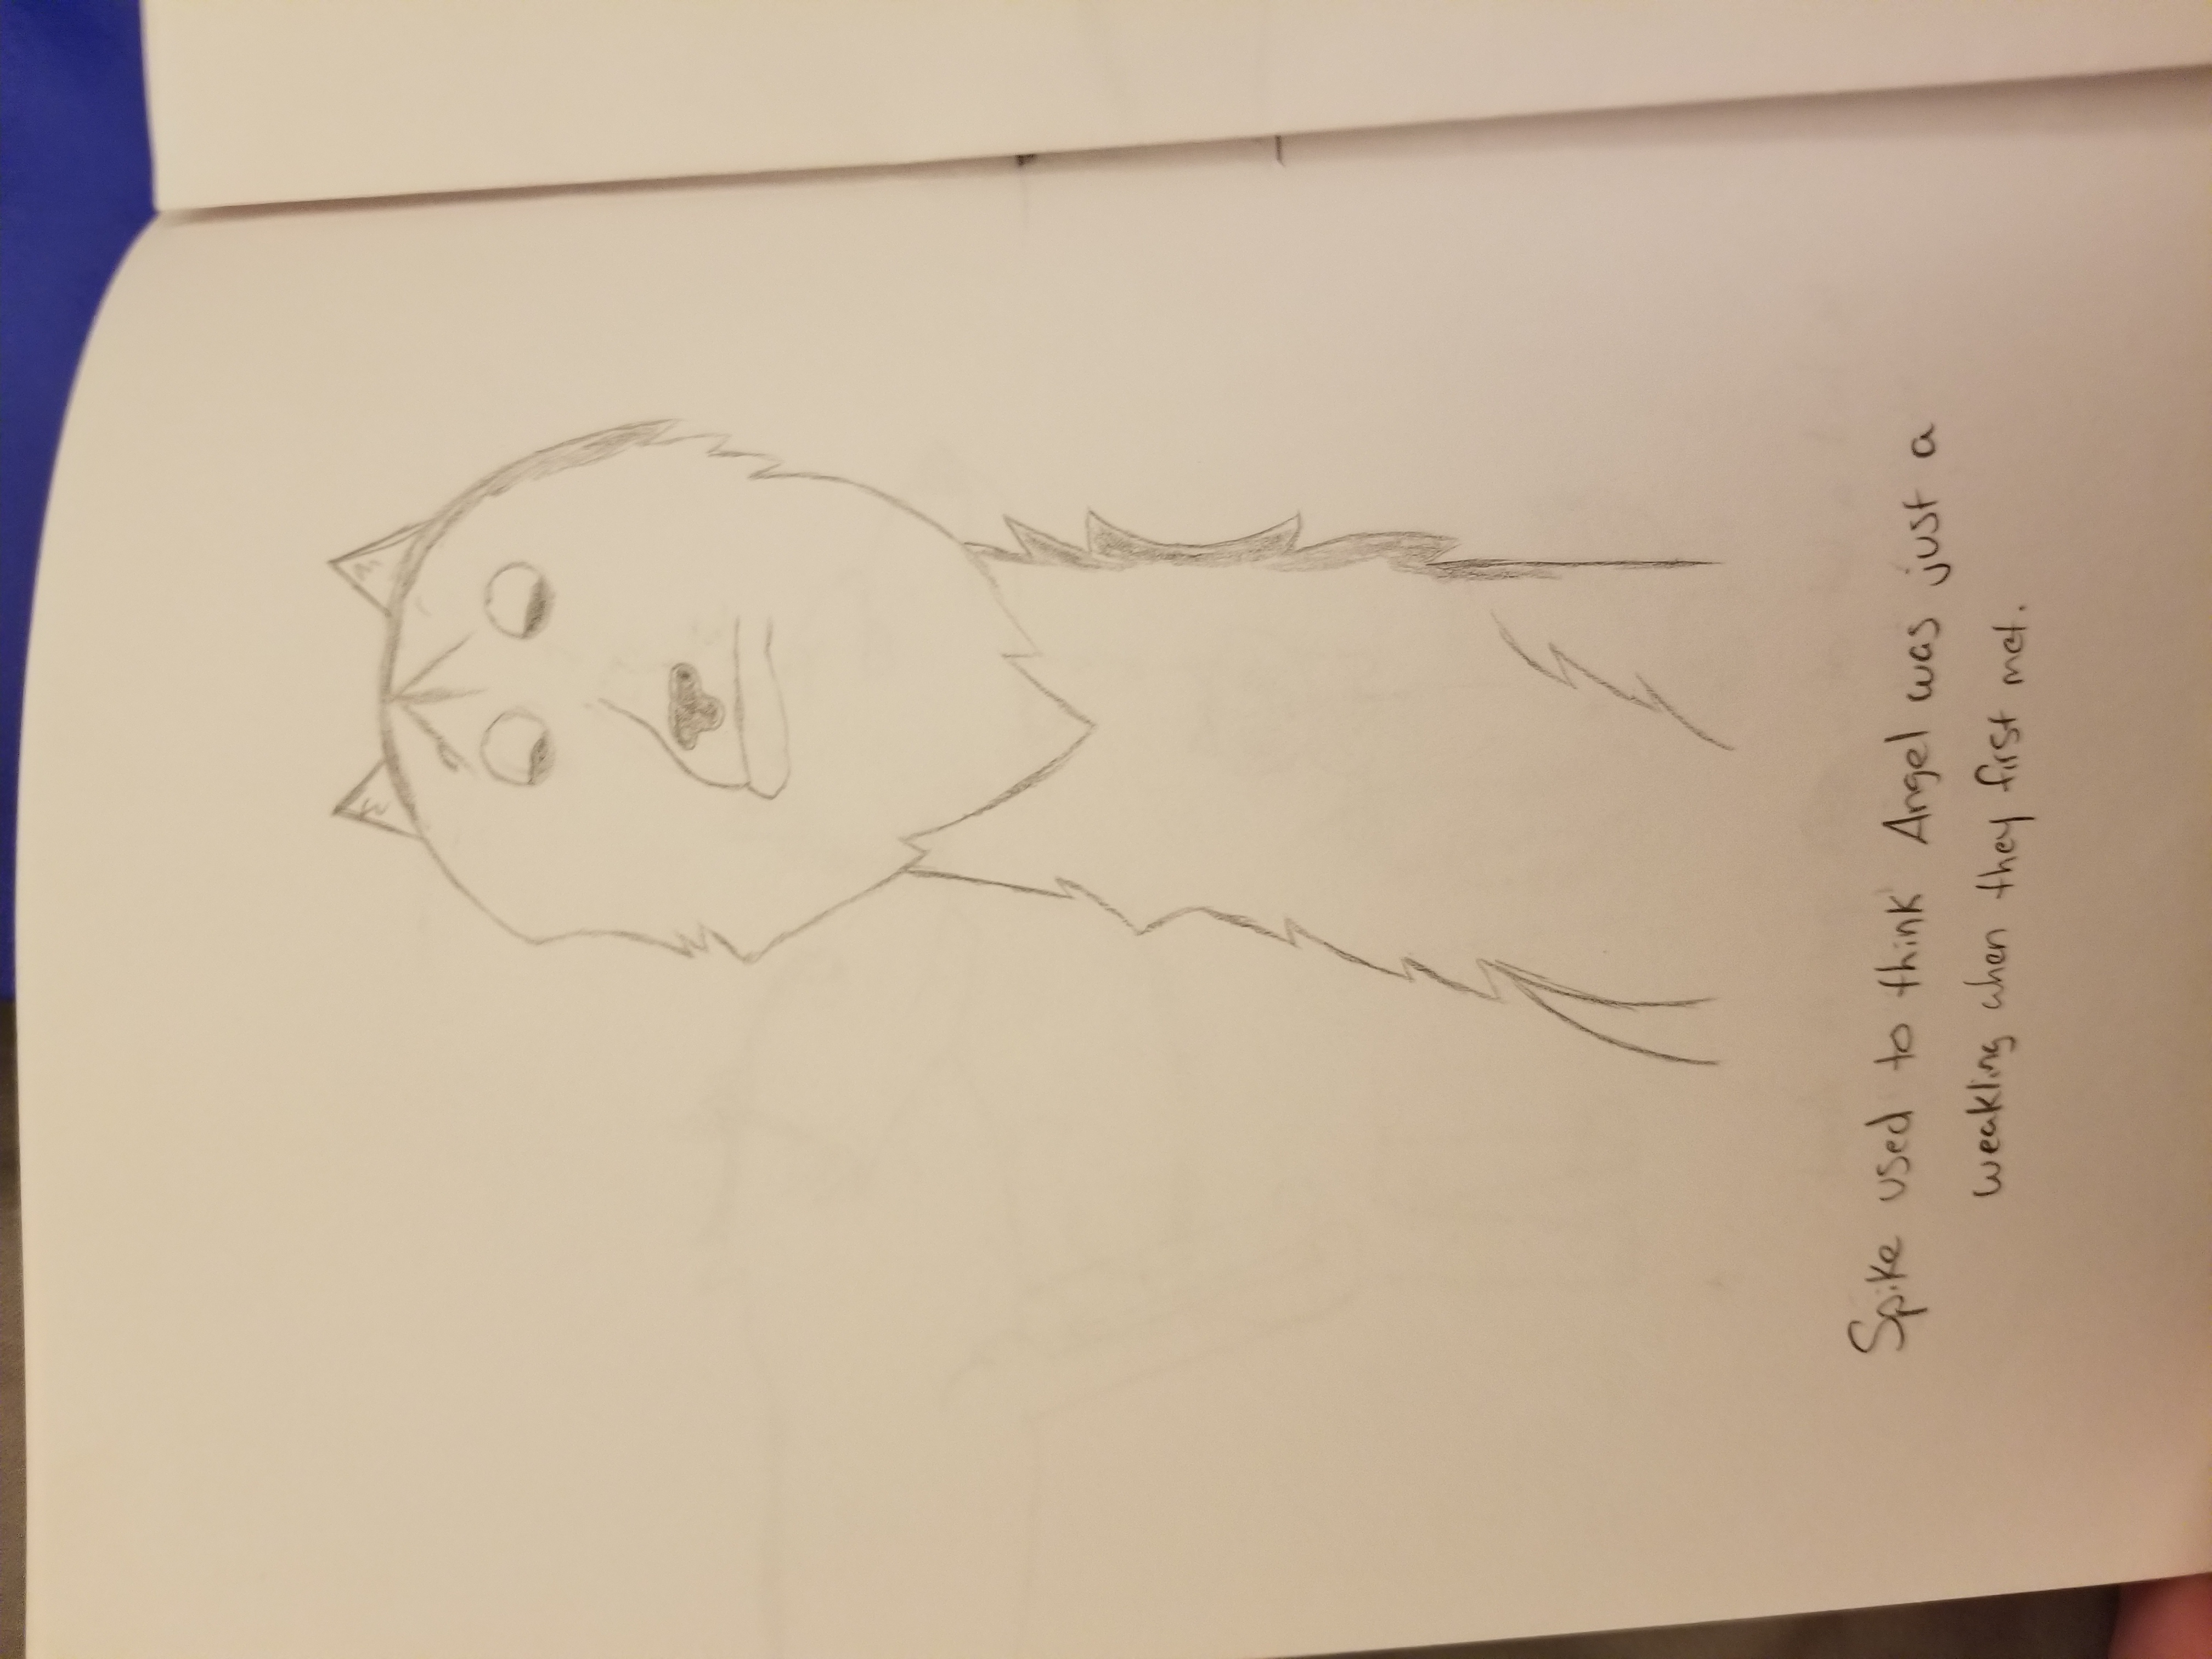 Spike used to think Angel was just a
weakling when they first met.